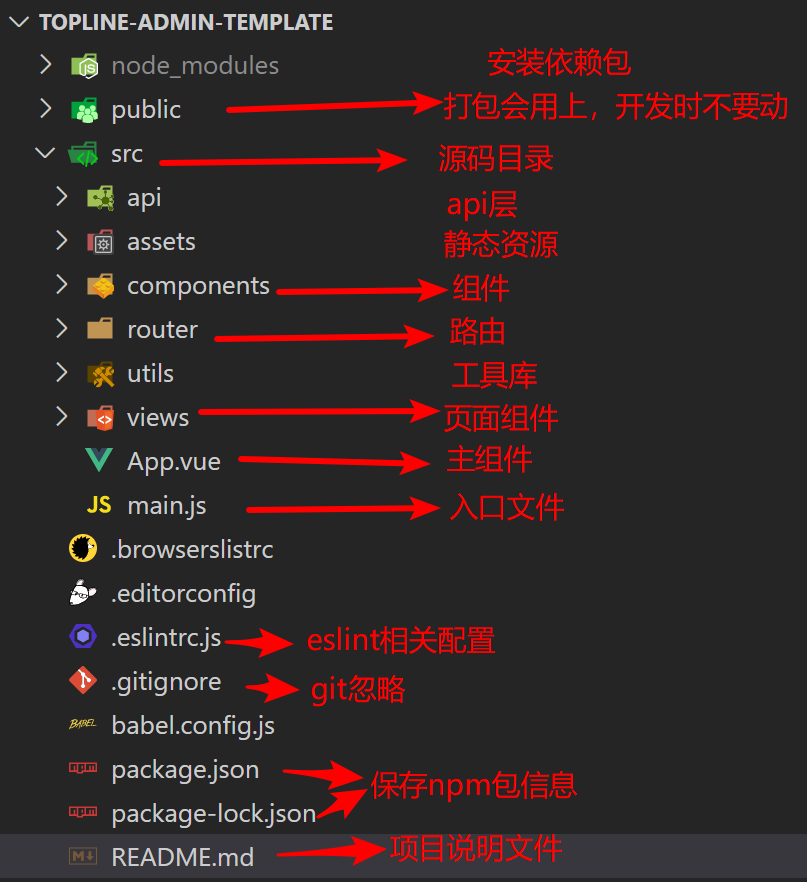 TOPLINE-ADMIN-TEMPLATE
node_modules 安装依赖包
public 打包会用上，开发时不要动
src 源码目录
api api层
assets 静态资源
components 组件
router 路由
utils 工具库
views 页面组件
App.vue 主组件
JS main.js 入口文件
.browserslistrc
.editorconfig
.eslintrc.js eslint相关配置
.gitignore git忽略
BABEL babel.config.js
npm package.json 保存npm包信息
npm package-lock.json
M README.md 项目说明文件